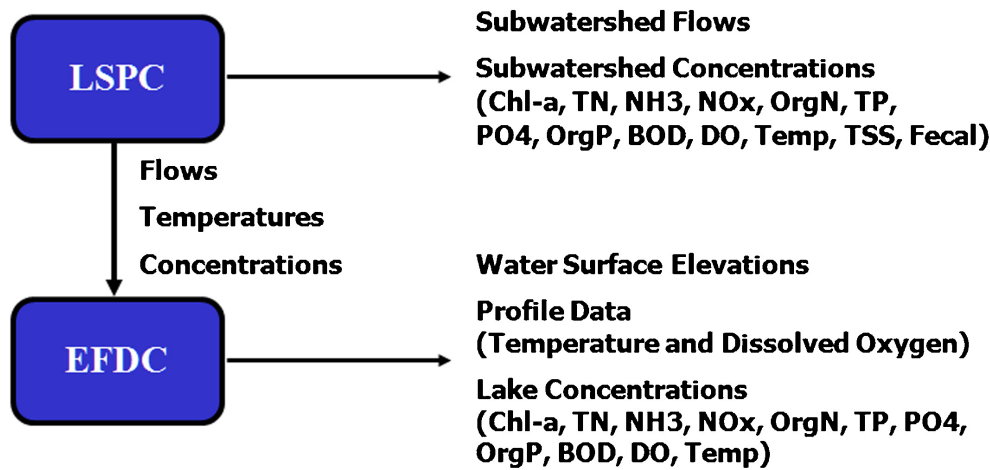 LSPC
Subwatershed Flows
Subwatershed Concentrations
(Chl-a, TN, NH3, NOx, OrgN, TP,
PO4, OrgP, BOD, DO, Temp, TSS, Fecal)
Flows
Temperatures
Concentrations
EFDC
Water Surface Elevations
Profile Data
(Temperature and Dissolved Oxygen)
Lake Concentrations
(Chl-a, TN, NH3, NOx, OrgN, TP, PO4,
OrgP, BOD, DO, Temp)